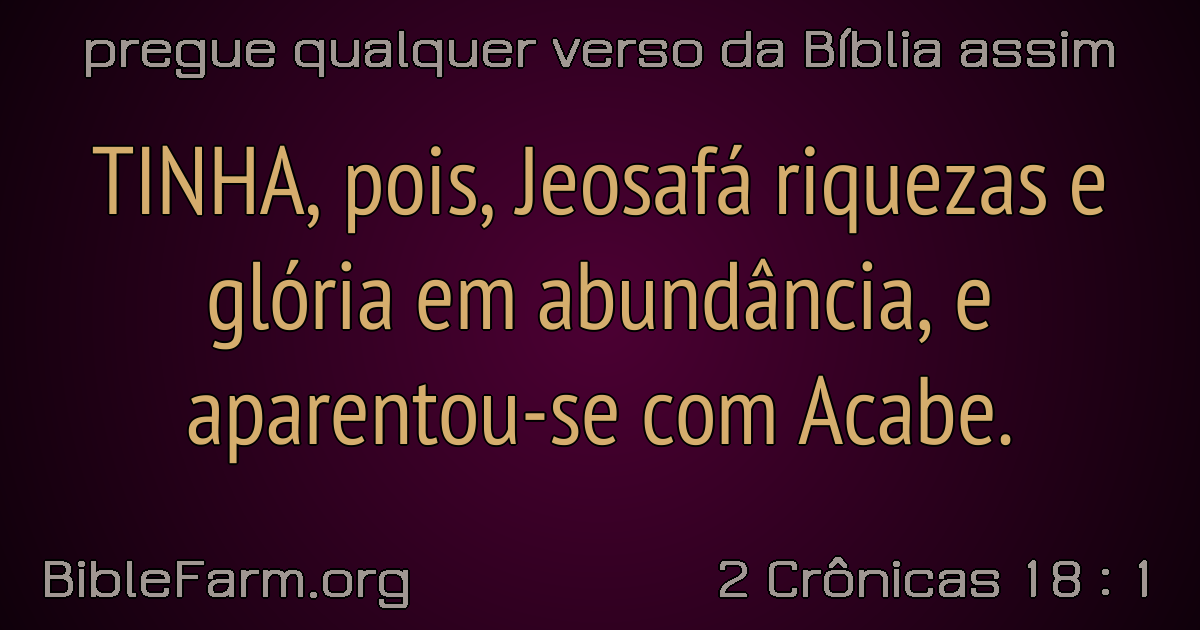 pregue qualquer verso da Bíblia assim
TINHA, pois, Jeosafá riquezas e
glória em abundância, e
aparentou-se com Acabe.
BibleFarm.org
2 Crônicas 18 : 1